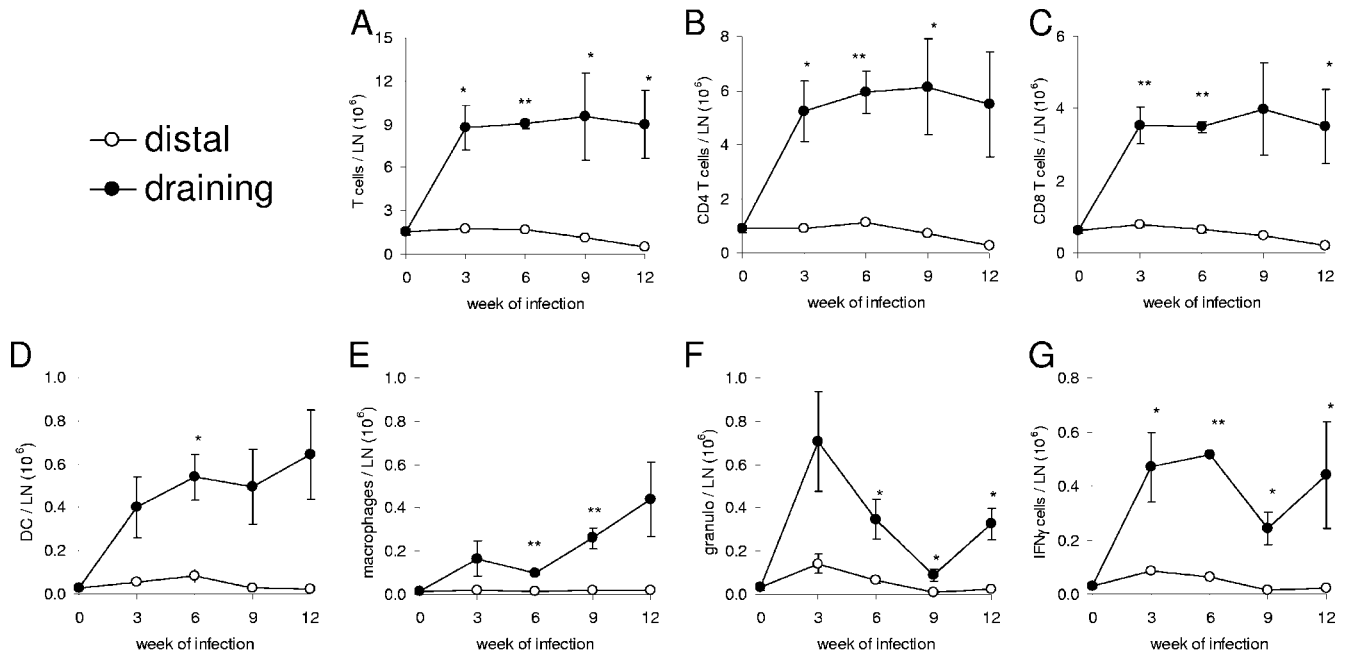 distal
draining
A
T cells / LN (10⁶)
15
12
9
6
3
0
* ** * *
0 3 6 9 12
week of infection
B
CD4 T cells / LN (10⁶)
8
6
4
2
0
* ** *
0 3 6 9 12
week of infection
C
CD8 T cells / LN (10⁶)
6
4
2
0
** ** *
0 3 6 9 12
week of infection
D
DC / LN (10⁶)
1.0
0.8
0.6
0.4
0.2
0.0
*
0 3 6 9 12
week of infection
E
macrophages / LN (10⁶)
1.0
0.8
0.6
0.4
0.2
0.0
** **
0 3 6 9 12
week of infection
F
granulo / LN (10⁶)
1.0
0.8
0.6
0.4
0.2
0.0
* * *
0 3 6 9 12
week of infection
G
IFNγ cells / LN (10⁶)
0.8
0.6
0.4
0.2
0.0
* ** * *
0 3 6 9 12
week of infection